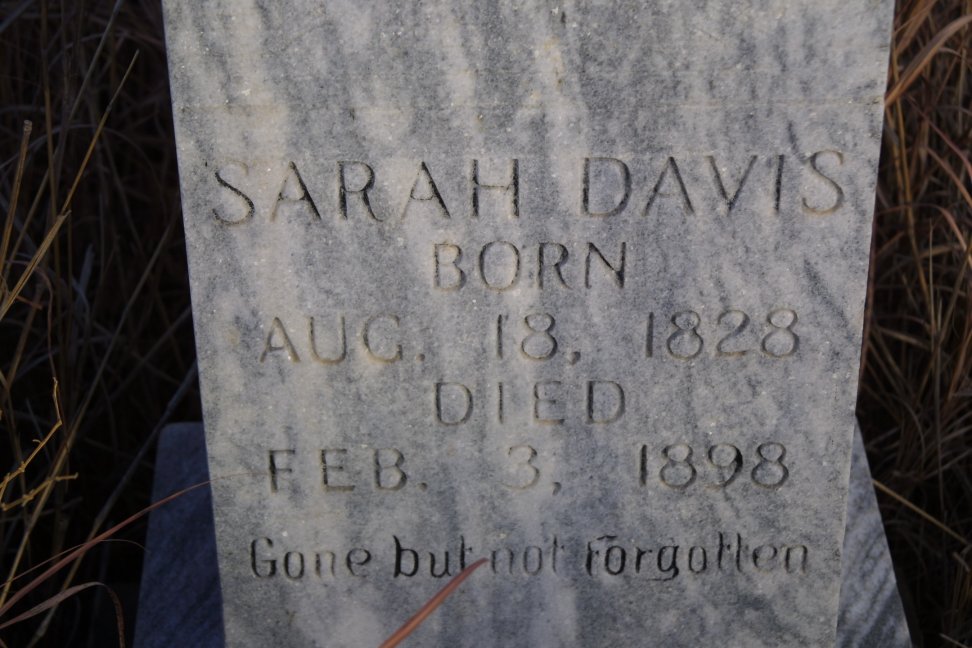 SARAH DAVIS
BORN
AUG. 18, 1828
DIED
FEB. 3, 1898
Gone but not forgotten